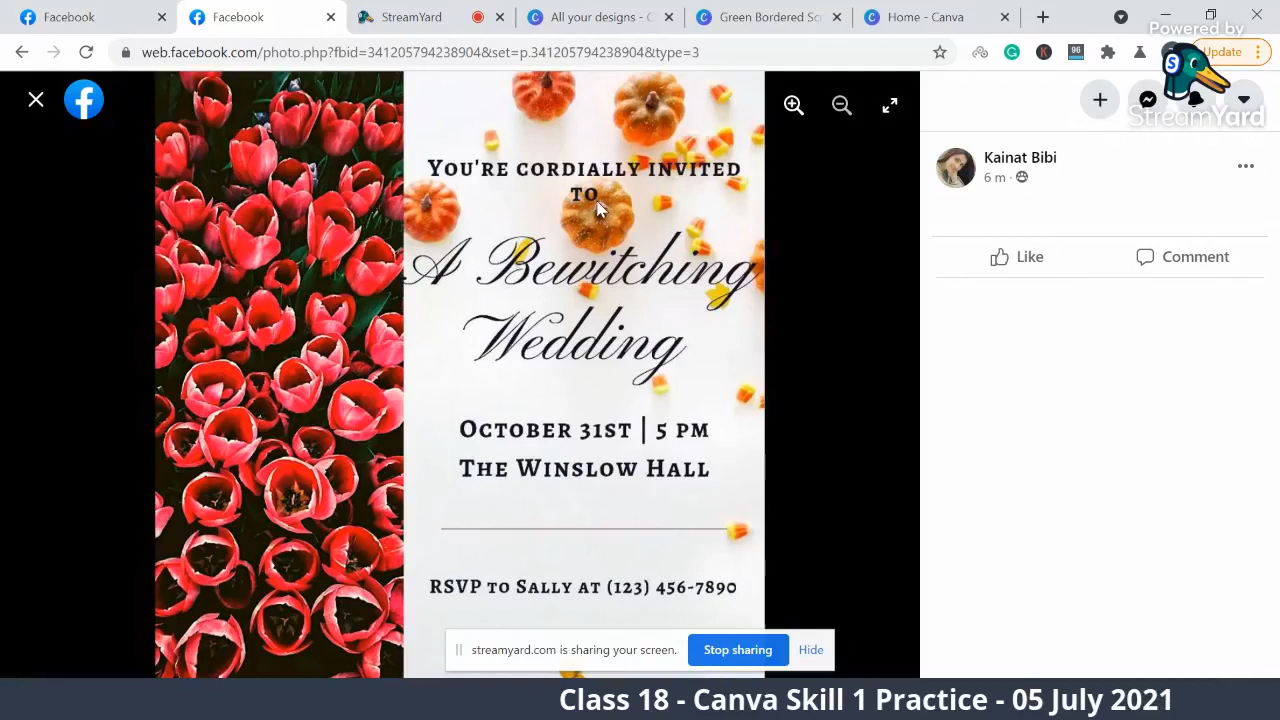 Facebook
Facebook
StreamYard
All your designs - C
Green Bordered Scr
Home - Canva
web.facebook.com/photo.php?fbid=341205794238904&set=p.341205794238904&type=3
96
K
Update
Powered by
S
StreamYard
Kainat Bibi
6 m ·
Like
Comment
You're cordially invited
to
A Bewitching
Wedding
October 31st | 5 pm
The Winslow Hall
RSVP to Sally at (123) 456-7890
streamyard.com is sharing your screen.
Stop sharing
Hide
Class 18 - Canva Skill 1 Practice - 05 July 2021